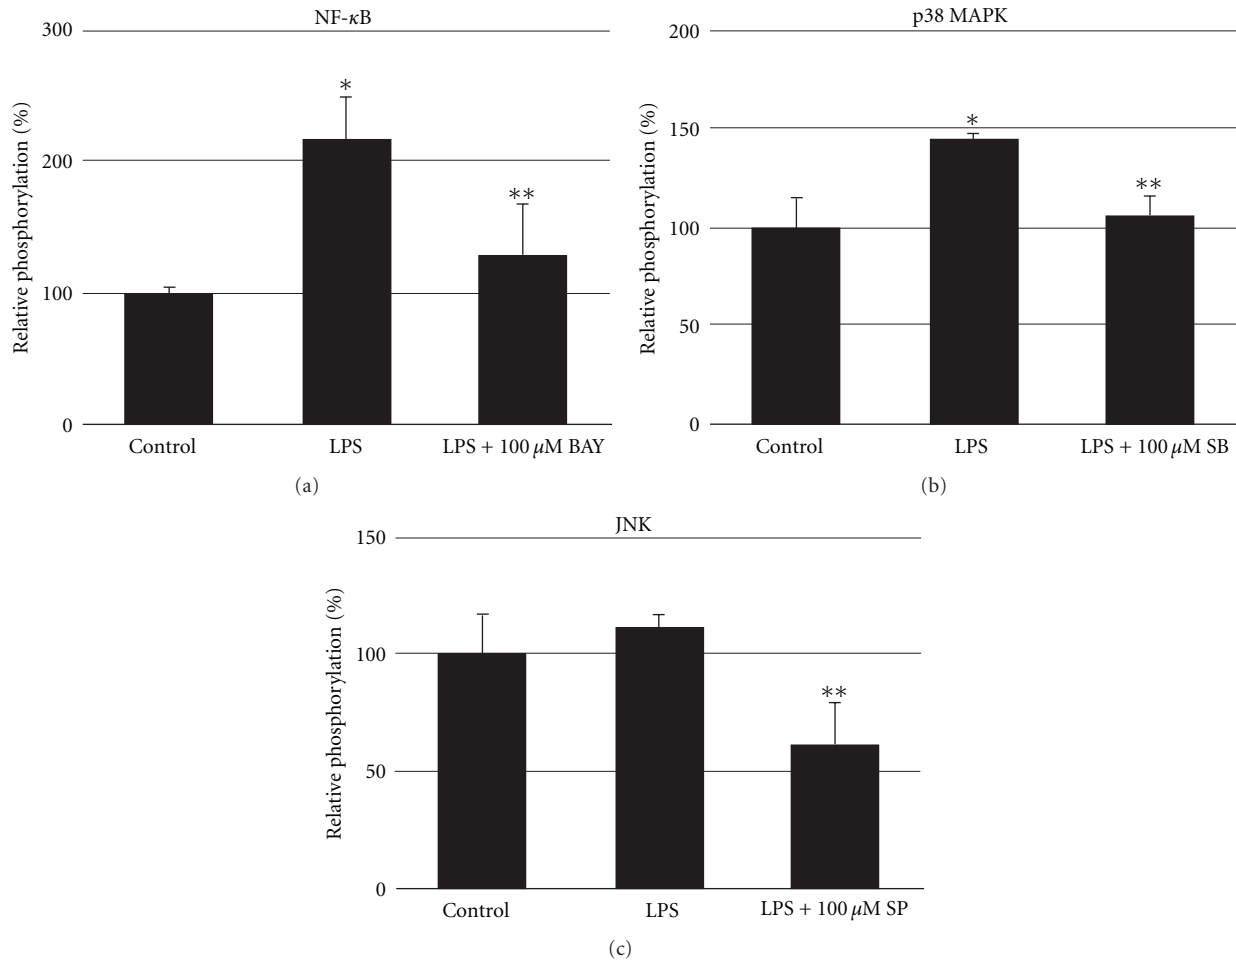 NF-κB
Relative phosphorylation (%)
300
200
100
0
*
**
Control
LPS
LPS + 100 μM BAY
(a)
p38 MAPK
Relative phosphorylation (%)
200
150
100
50
0
*
**
Control
LPS
LPS + 100 μM SB
(b)
JNK
Relative phosphorylation (%)
150
100
50
0
**
Control
LPS
LPS + 100 μM SP
(c)